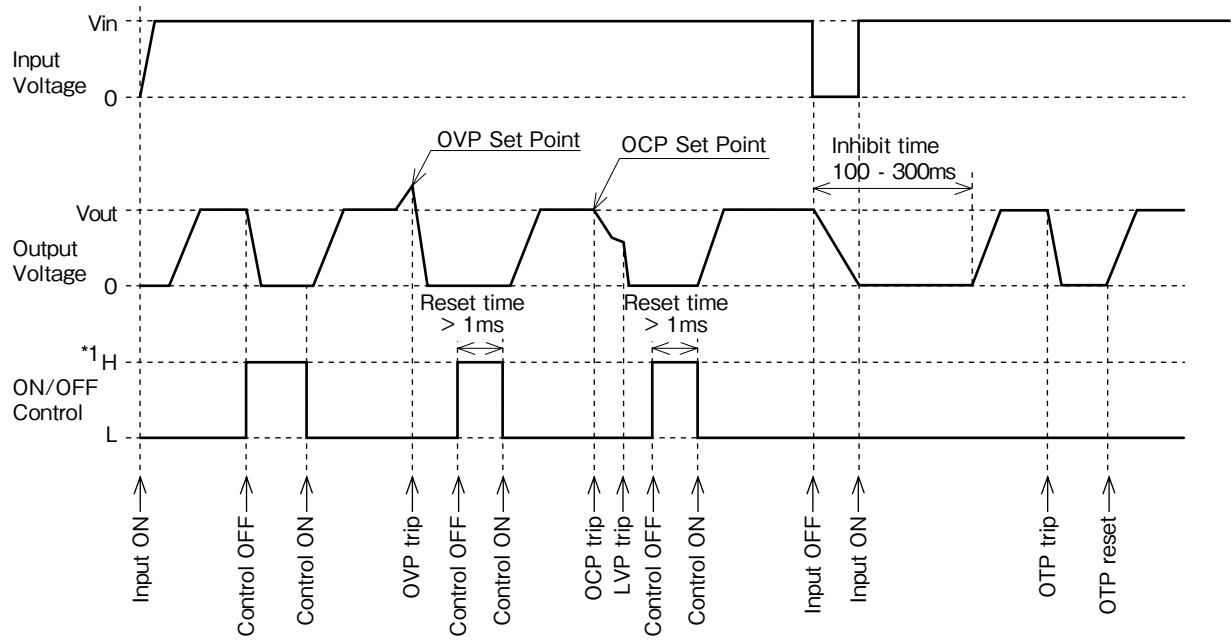 Vin
Input
Voltage
0
OVP Set Point
OCP Set Point
Inhibit time
100 - 300ms
Vout
Output
Voltage
0
Reset time
> 1ms
Reset time
> 1ms
*1 H
ON/OFF
Control
L
Input ON
Control OFF
Control ON
OVP trip
Control OFF
Control ON
OCP trip
LVP trip
Control OFF
Control ON
Input OFF
Input ON
OTP trip
OTP reset